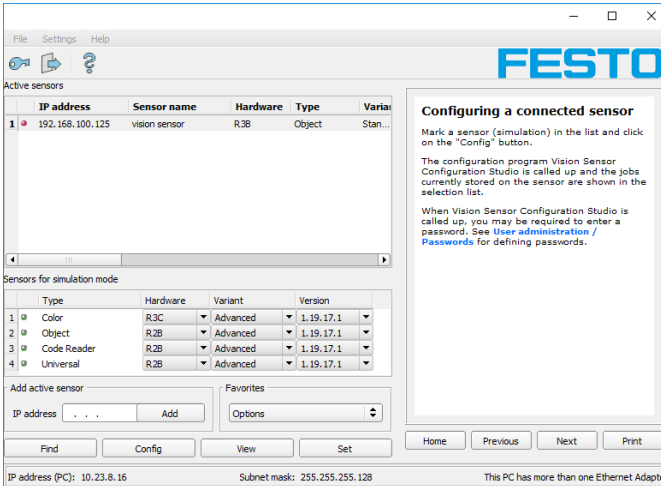 File Settings Help
FESTO
Active sensors
IP address Sensor name Hardware Type Varia
1 192.168.100.125 vision sensor R3B Object Stan...
Sensors for simulation mode
Type Hardware Variant Version
1 Color R3C Advanced 1.19.17.1
2 Object R2B Advanced 1.19.17.1
3 Code Reader R2B Advanced 1.19.17.1
4 Universal R2B Advanced 1.19.17.1
Add active sensor
IP address . . . Add
Favorites
Options
Find Config View Set
Configuring a connected sensor
Mark a sensor (simulation) in the list and click
on the "Config" button.
The configuration program Vision Sensor
Configuration Studio is called up and the jobs
currently stored on the sensor are shown in the
selection list.
When Vision Sensor Configuration Studio is
called up, you may be required to enter a
password. See User administration /
Passwords for defining passwords.
Home Previous Next Print
IP address (PC): 10.23.8.16 Subnet mask: 255.255.255.128 This PC has more than one Ethernet Adapte